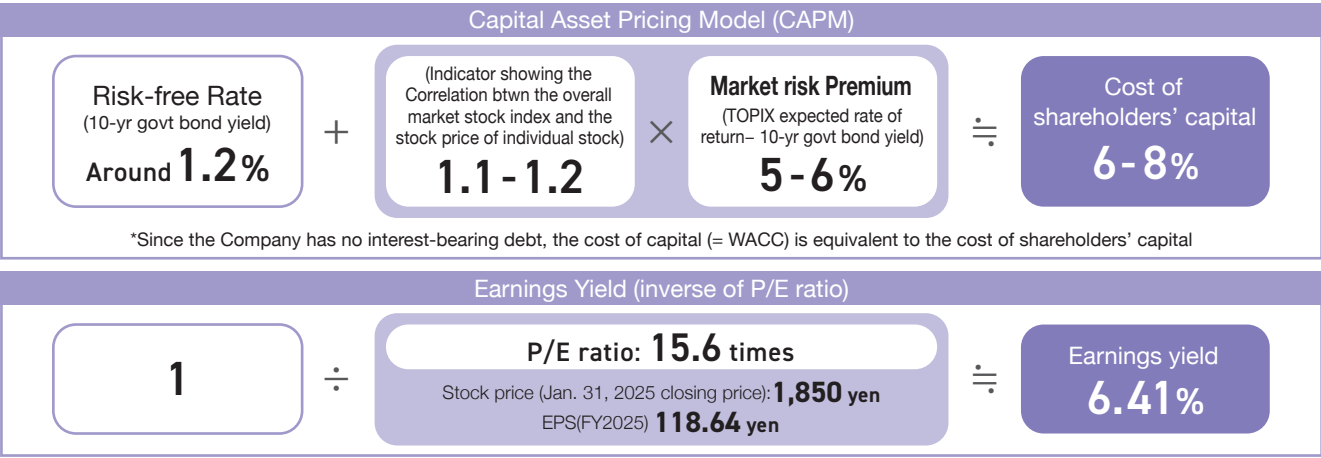 Capital Asset Pricing Model (CAPM)
Risk-free Rate
(10-yr govt bond yield)
Around 1.2%
+
(Indicator showing the
Correlation btwn the overall
market stock index and the
stock price of individual stock)
1.1-1.2
×
Market risk Premium
(TOPIX expected rate of
return– 10-yr govt bond yield)
5-6%
≒
Cost of
shareholders' capital
6-8%
*Since the Company has no interest-bearing debt, the cost of capital (= WACC) is equivalent to the cost of shareholders' capital
Earnings Yield (inverse of P/E ratio)
1
÷
P/E ratio: 15.6 times
Stock price (Jan. 31, 2025 closing price): 1,850 yen
EPS(FY2025) 118.64 yen
≒
Earnings yield
6.41%